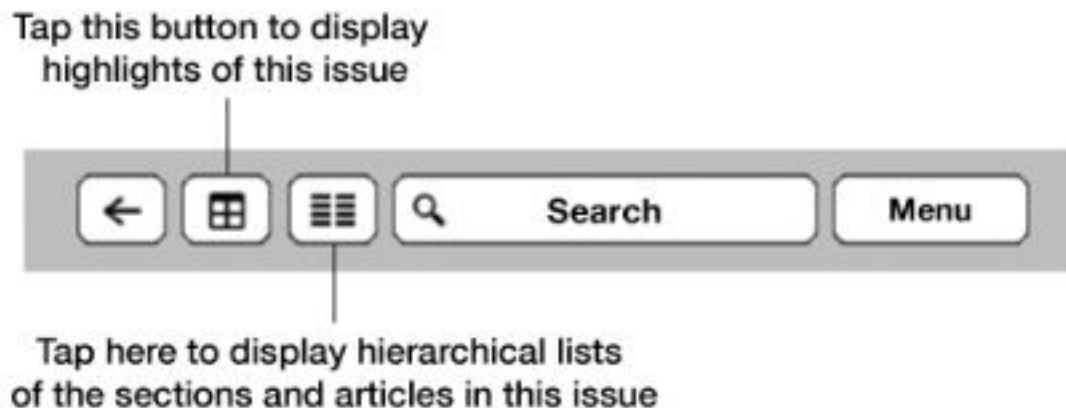 Tap this button to display
highlights of this issue
Search
Menu
Tap here to display hierarchical lists
of the sections and articles in this issue